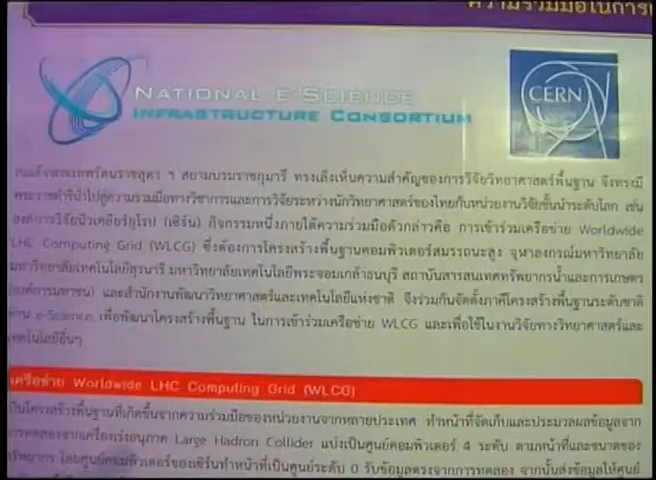 ความร่วมมือในการ
NATIONAL E-SCIENCE
INFRASTRUCTURE CONSORTIUM
CERN
สมเด็จพระเทพรัตนราชสุดา ฯ สยามบรมราชกุมารี ทรงเล็งเห็นความสำคัญของการวิจัยวิทยาศาสตร์พื้นฐาน จึงทรงมี
พระราชดำรินำไปสู่ความร่วมมือทางวิชาการและการวิจัยระหว่างนักวิทยาศาสตร์ของไทยกับหน่วยงานวิจัยชั้นนำระดับโลก เช่น
องค์การวิจัยนิวเคลียร์ยุโรป (เซิร์น) กิจกรรมหนึ่งภายใต้ความร่วมมือดังกล่าวคือ การเข้าร่วมเครือข่าย Worldwide
LHC Computing Grid (WLCG) ซึ่งต้องการโครงสร้างพื้นฐานคอมพิวเตอร์สมรรถนะสูง จุฬาลงกรณ์มหาวิทยาลัย
มหาวิทยาลัยเทคโนโลยีสุรนารี มหาวิทยาลัยเทคโนโลยีพระจอมเกล้าธนบุรี สถาบันสารสนเทศทรัพยากรน้ำและการเกษตร
(องค์การมหาชน) และสำนักงานพัฒนาวิทยาศาสตร์และเทคโนโลยีแห่งชาติ จึงร่วมกันจัดตั้งภาคีโครงสร้างพื้นฐานระดับชาติ
ด้าน e-Science เพื่อพัฒนาโครงสร้างพื้นฐาน ในการเข้าร่วมเครือข่าย WLCG และเพื่อใช้ในงานวิจัยทางวิทยาศาสตร์และ
เทคโนโลยีอื่นๆ
เครือข่าย Worldwide LHC Computing Grid (WLCG)
เป็นโครงสร้างพื้นฐานที่เกิดขึ้นจากความร่วมมือของหน่วยงานจากหลายประเทศ ทำหน้าที่จัดเก็บและประมวลผลข้อมูลจาก
การทดลองจากเครื่องเร่งอนุภาค Large Hadron Collider แบ่งเป็นศูนย์คอมพิวเตอร์ 4 ระดับ ตามหน้าที่และขนาดของ
ทรัพยากร โดยศูนย์คอมพิวเตอร์ของเซิร์นทำหน้าที่เป็นศูนย์ระดับ 0 รับข้อมูลตรงจากการทดลอง จากนั้นส่งข้อมูลให้ศูนย์